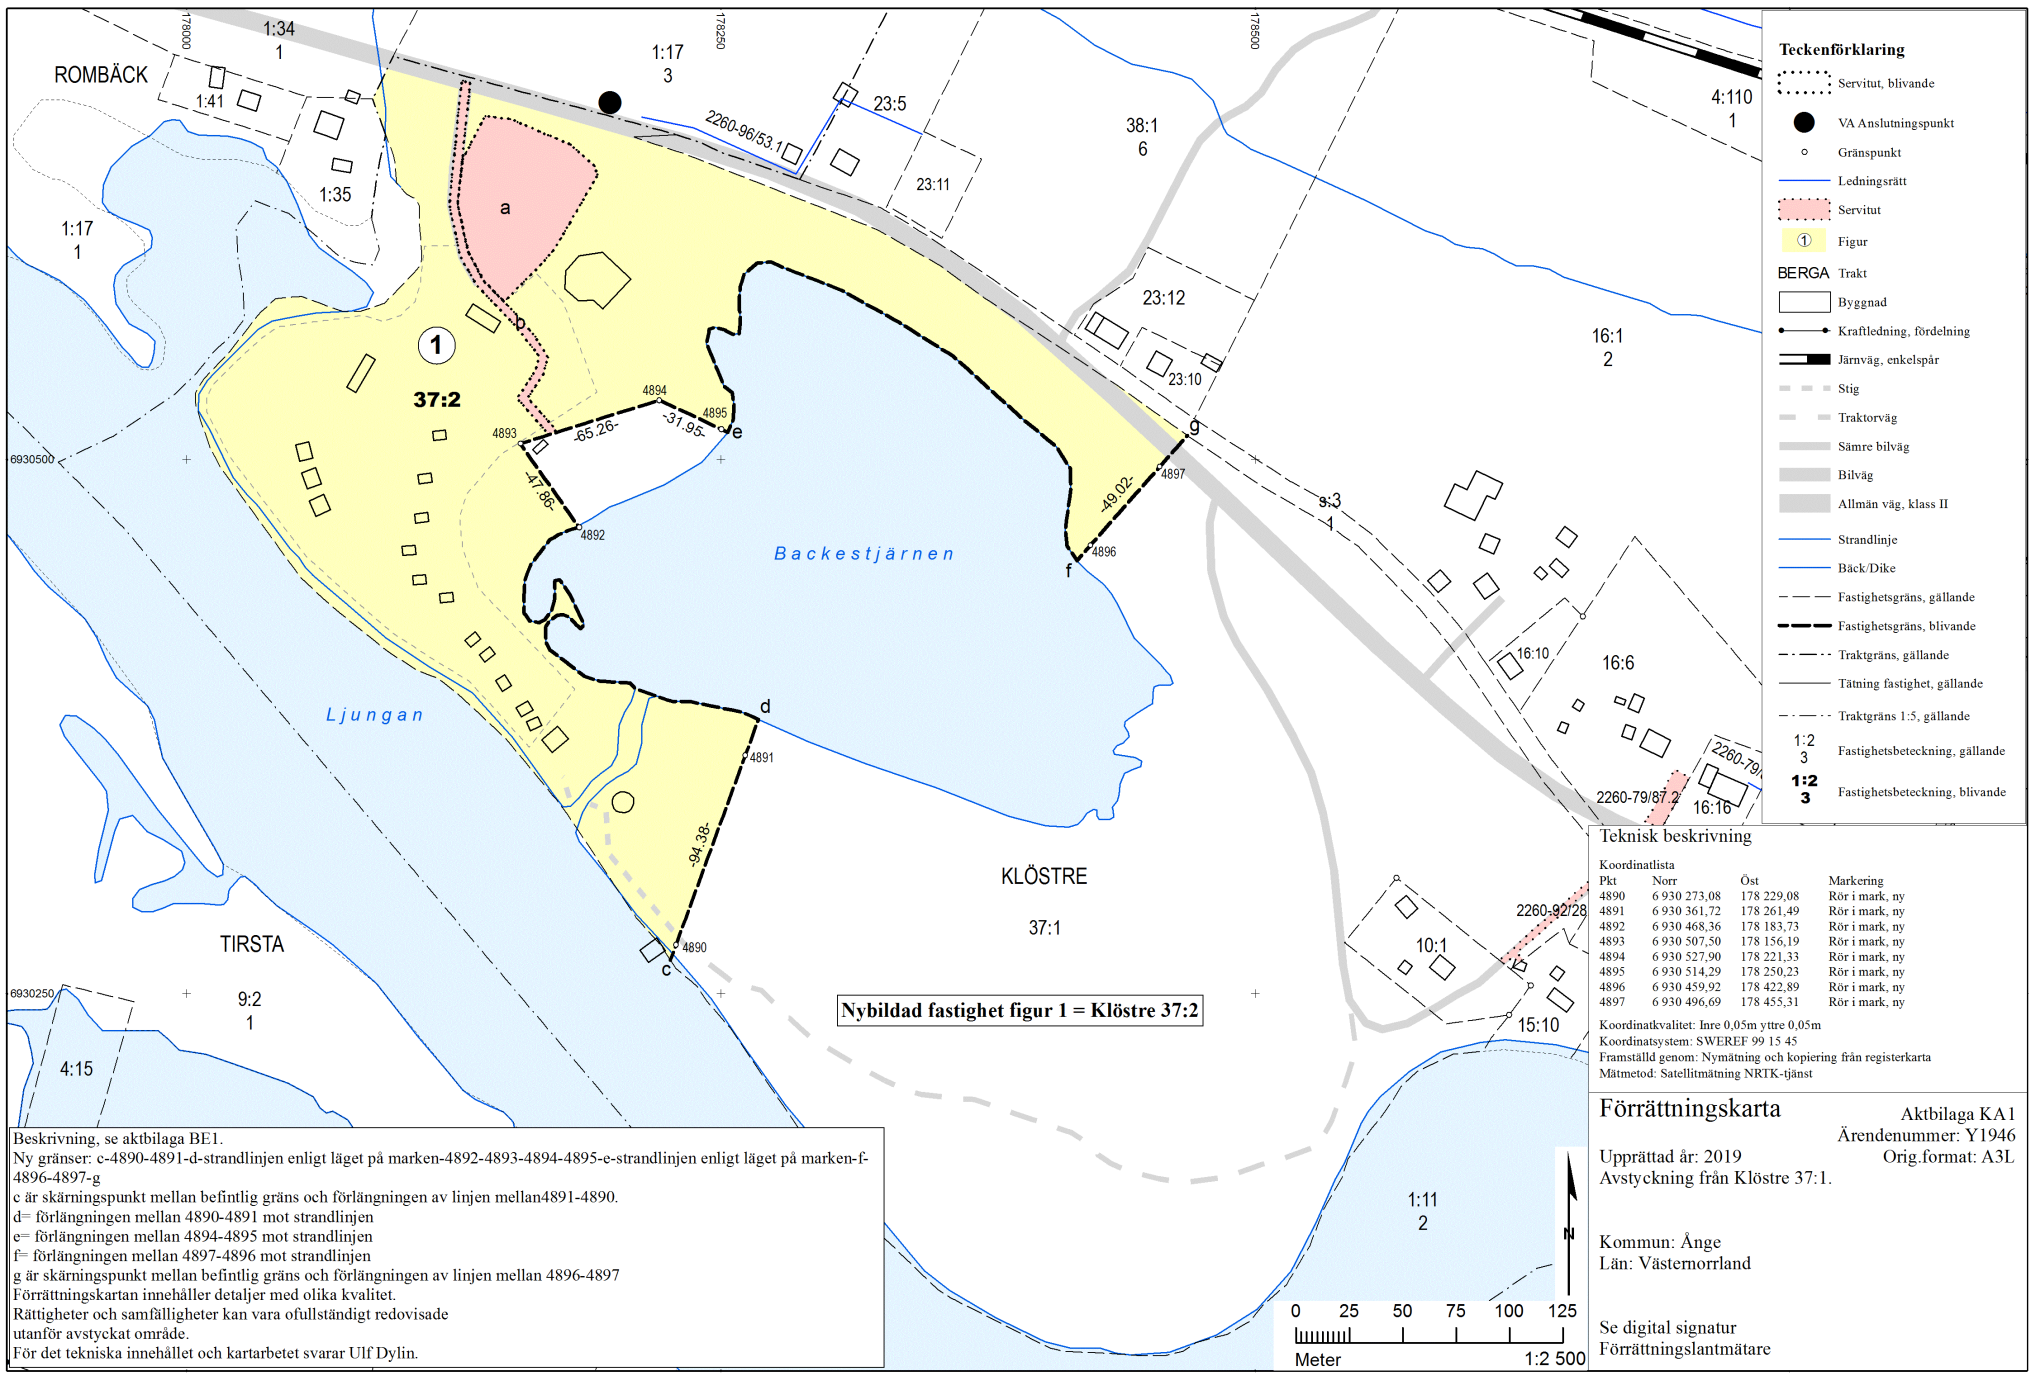 178000
178250
178500
1:34
1
ROMBÄCK
1:41
1:35
1:17
1
1:17
3
2260-96/53.1
23:5
23:11
38:1
6
4:110
1
a
b
1
37:2
23:12
23:10
16:1
2
4894
4895
-31.95-
-65.26-
e
4893
-47.86-
4892
g
4897
-49.02-
4896
f
6930500
s:3
1
Backestjärnen
Ljungan
d
4891
-94.38-
4890
c
16:10
16:6
2260-79/
2260-79/87.2
16:16
KLÖSTRE
37:1
2260-92/28
10:1
15:10
TIRSTA
9:2
1
6930250
4:15
1:11
2
Nybildad fastighet figur 1 = Klöstre 37:2
Teckenförklaring
Servitut, blivande
VA Anslutningspunkt
Gränspunkt
Ledningsrätt
Servitut
1 Figur
BERGA Trakt
Byggnad
Kraftledning, fördelning
Järnväg, enkelspår
Stig
Traktorväg
Sämre bilväg
Bilväg
Allmän väg, klass II
Strandlinje
Bäck/Dike
Fastighetsgräns, gällande
Fastighetsgräns, blivande
Traktgräns, gällande
Tätning fastighet, gällande
Traktgräns 1:5, gällande
1:2
3
Fastighetsbeteckning, gällande
1:2
3
Fastighetsbeteckning, blivande
Teknisk beskrivning
Koordinatlista
Pkt Norr Öst Markering
4890 6 930 273,08 178 229,08 Rör i mark, ny
4891 6 930 361,72 178 261,49 Rör i mark, ny
4892 6 930 468,36 178 183,73 Rör i mark, ny
4893 6 930 507,50 178 156,19 Rör i mark, ny
4894 6 930 527,90 178 221,33 Rör i mark, ny
4895 6 930 514,29 178 250,23 Rör i mark, ny
4896 6 930 459,92 178 422,89 Rör i mark, ny
4897 6 930 496,69 178 455,31 Rör i mark, ny
Koordinatkvalitet: Inre 0,05m yttre 0,05m
Koordinatsystem: SWEREF 99 15 45
Framställd genom: Nymätning och kopiering från registerkarta
Mätmetod: Satellitmätning NRTK-tjänst
Förrättningskarta
Aktbilaga KA1
Ärendenummer: Y1946
Orig.format: A3L
Upprättad år: 2019
Avstyckning från Klöstre 37:1.
Kommun: Ånge
Län: Västernorrland
Se digital signatur
Förrättningslantmätare
N
0 25 50 75 100 125
Meter 1:2 500
Beskrivning, se aktbilaga BE1.
Ny gränser: c-4890-4891-d-strandlinjen enligt läget på marken-4892-4893-4894-4895-e-strandlinjen enligt läget på marken-f-
4896-4897-g
c är skärningspunkt mellan befintlig gräns och förlängningen av linjen mellan4891-4890.
d= förlängningen mellan 4890-4891 mot strandlinjen
e= förlängningen mellan 4894-4895 mot strandlinjen
f= förlängningen mellan 4897-4896 mot strandlinjen
g är skärningspunkt mellan befintlig gräns och förlängningen av linjen mellan 4896-4897
Förrättningskartan innehåller detaljer med olika kvalitet.
Rättigheter och samfälligheter kan vara ofullständigt redovisade
utanför avstyckat område.
För det tekniska innehållet och kartarbetet svarar Ulf Dylin.